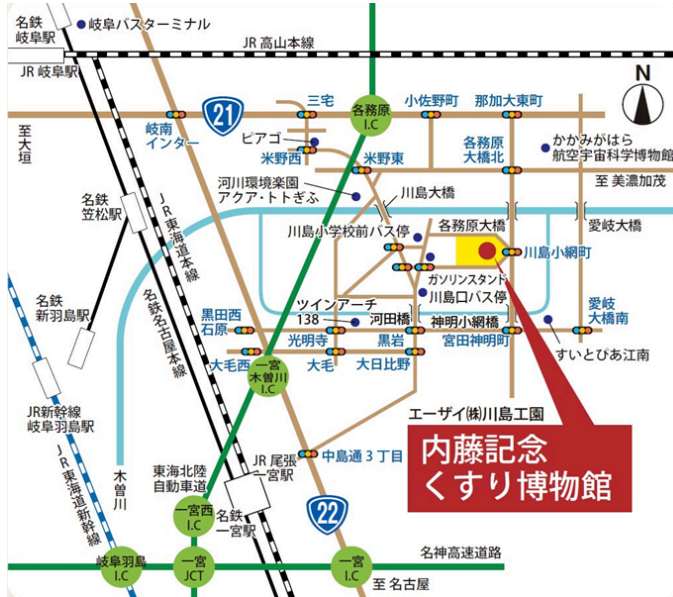 名鉄
岐阜駅
岐阜バスターミナル
JR 高山本線
JR 岐阜駅
N
21
三宅
各務原
I.C
小佐野町
那加大東町
岐南
インター
至大垣
ピアゴ
米野西
米野東
各務原
大橋北
かかみがはら
航空宇宙科学博物館
至 美濃加茂
河川環境楽園
アクア・トトぎふ
川島大橋
名鉄
笠松駅
JR東海道本線
川島小学校前バス停
各務原大橋
愛岐大橋
川島小網町
ガソリンスタンド
川島口バス停
名鉄
新羽島駅
名鉄名古屋本線
ツインアーチ
138
河田橋
神明小網橋
黒田西
石原
光明寺
黒岩
宮田神明町
愛岐
大橋南
すいとぴあ江南
大毛西
一宮
木曽川
I.C
大毛
大日比野
JR新幹線
岐阜羽島駅
エーザイ㈱川島工園
内藤記念
くすり博物館
木曽川
JR東海道新幹線
東海北陸
自動車道
JR 尾張
一宮駅
中島通3丁目
一宮西
I.C
名鉄
一宮駅
22
名神高速道路
岐阜羽島
I.C
一宮
JCT
一宮
I.C
至 名古屋